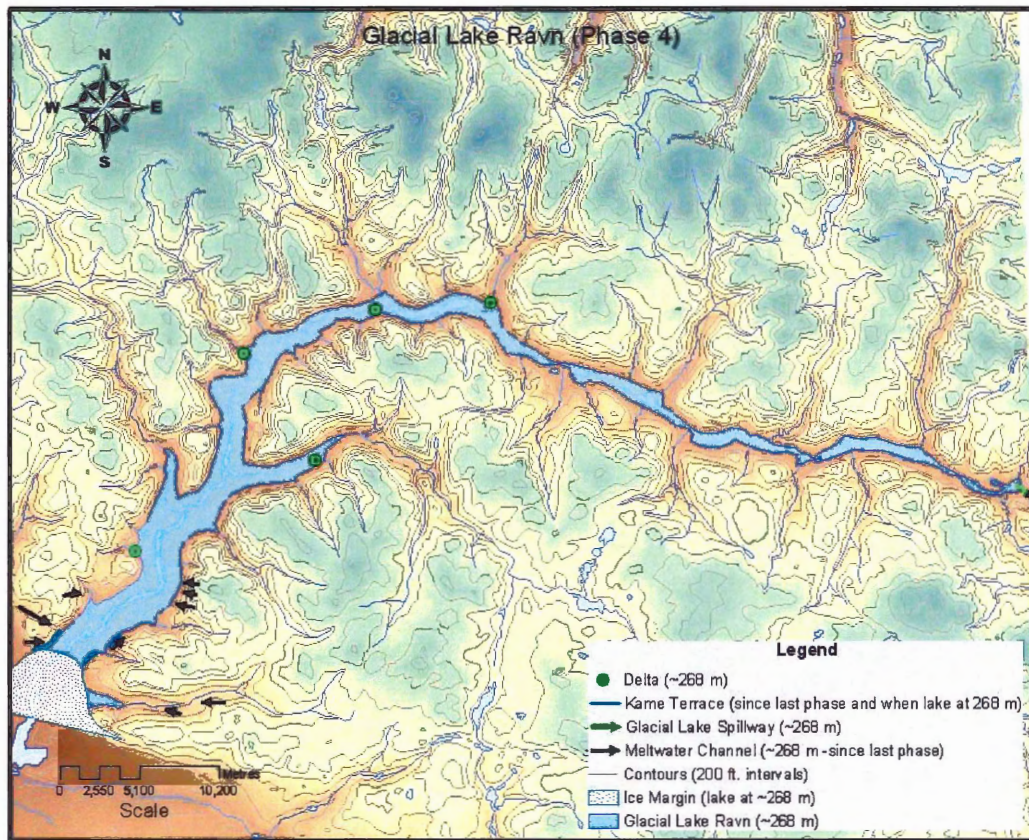 Glacial Lake Ravn (Phase 4)
N
W E
S
Legend
Delta (~268 m)
Kame Terrace (since last phase and when lake at 268 m)
Glacial Lake Spillway (~268 m)
Meltwater Channel (~268 m - since last phase)
Contours (200 ft. intervals)
Ice Margin (lake at ~268 m)
Glacial Lake Ravn (~268 m)
Metres
0 2,550 5,100 10,200
Scale